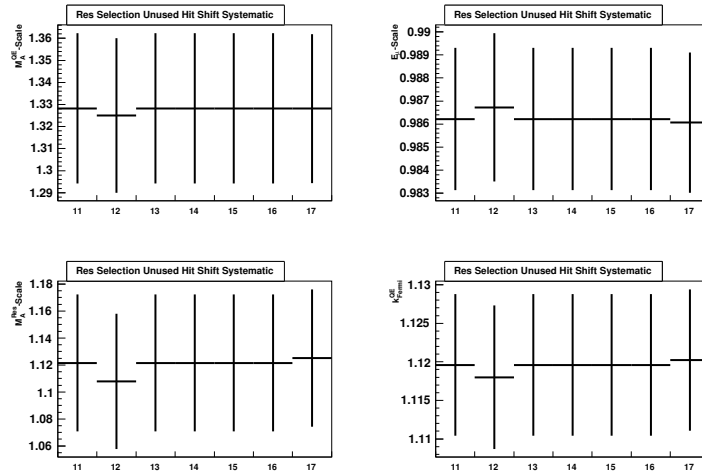 Res Selection Unused Hit Shift Systematic
M_A^QE-Scale
1.36
1.35
1.34
1.33
1.32
1.31
1.3
1.29
11 12 13 14 15 16 17
Res Selection Unused Hit Shift Systematic
-Scale
0.99
0.989
0.988
0.987
0.986
0.985
0.984
0.983
11 12 13 14 15 16 17
Res Selection Unused Hit Shift Systematic
M_A^Res-Scale
1.18
1.16
1.14
1.12
1.1
1.08
1.06
11 12 13 14 15 16 17
Res Selection Unused Hit Shift Systematic
k_Fermi^QE
1.13
1.125
1.120
1.115
1.11
11 12 13 14 15 16 17